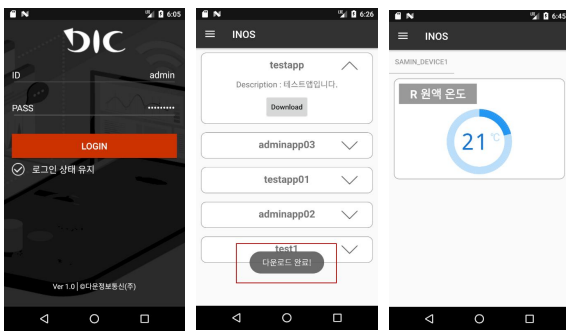 6:05
DIC
ID admin
PASS ••••••••
LOGIN
로그인 상태 유지
Ver 1.0 | ©다운정보통신(주)
6:26
INOS
testapp
Description : 테스트앱입니다.
Download
adminapp03
testapp01
adminapp02
test1
다운로드 완료!
6:45
INOS
SAMIN_DEVICE1
R 원액 온도
21 ℃